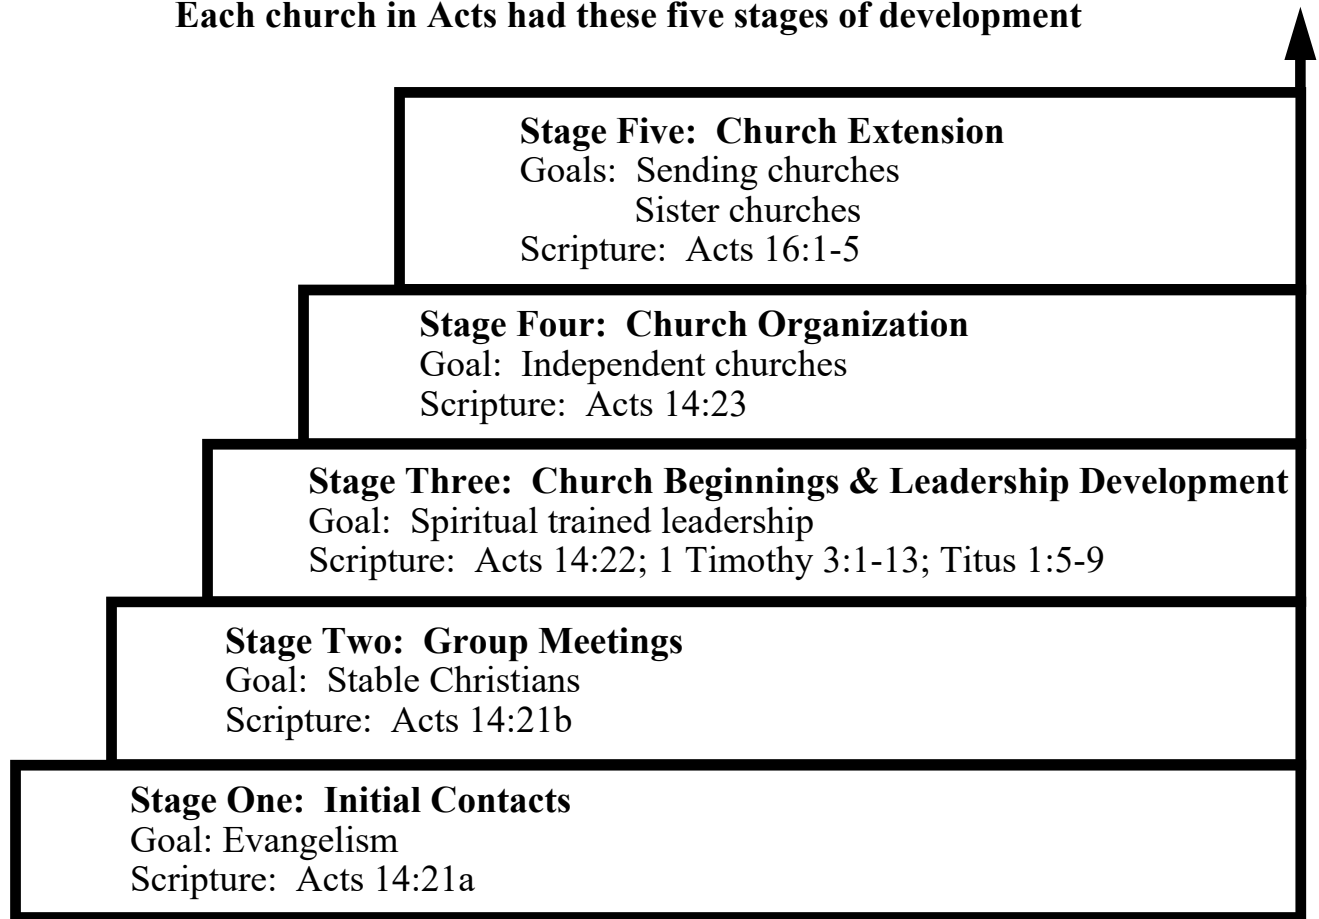 Each church in Acts had these five stages of development
Stage Five:  Church Extension
Goals:  Sending churches
Sister churches
Scripture:  Acts 16:1-5
Stage Four:  Church Organization
Goal:  Independent churches
Scripture:  Acts 14:23
Stage Three:  Church Beginnings & Leadership Development
Goal:  Spiritual trained leadership
Scripture:  Acts 14:22; 1 Timothy 3:1-13; Titus 1:5-9
Stage Two:  Group Meetings
Goal:  Stable Christians
Scripture:  Acts 14:21b
Stage One:  Initial Contacts
Goal: Evangelism
Scripture:  Acts 14:21a